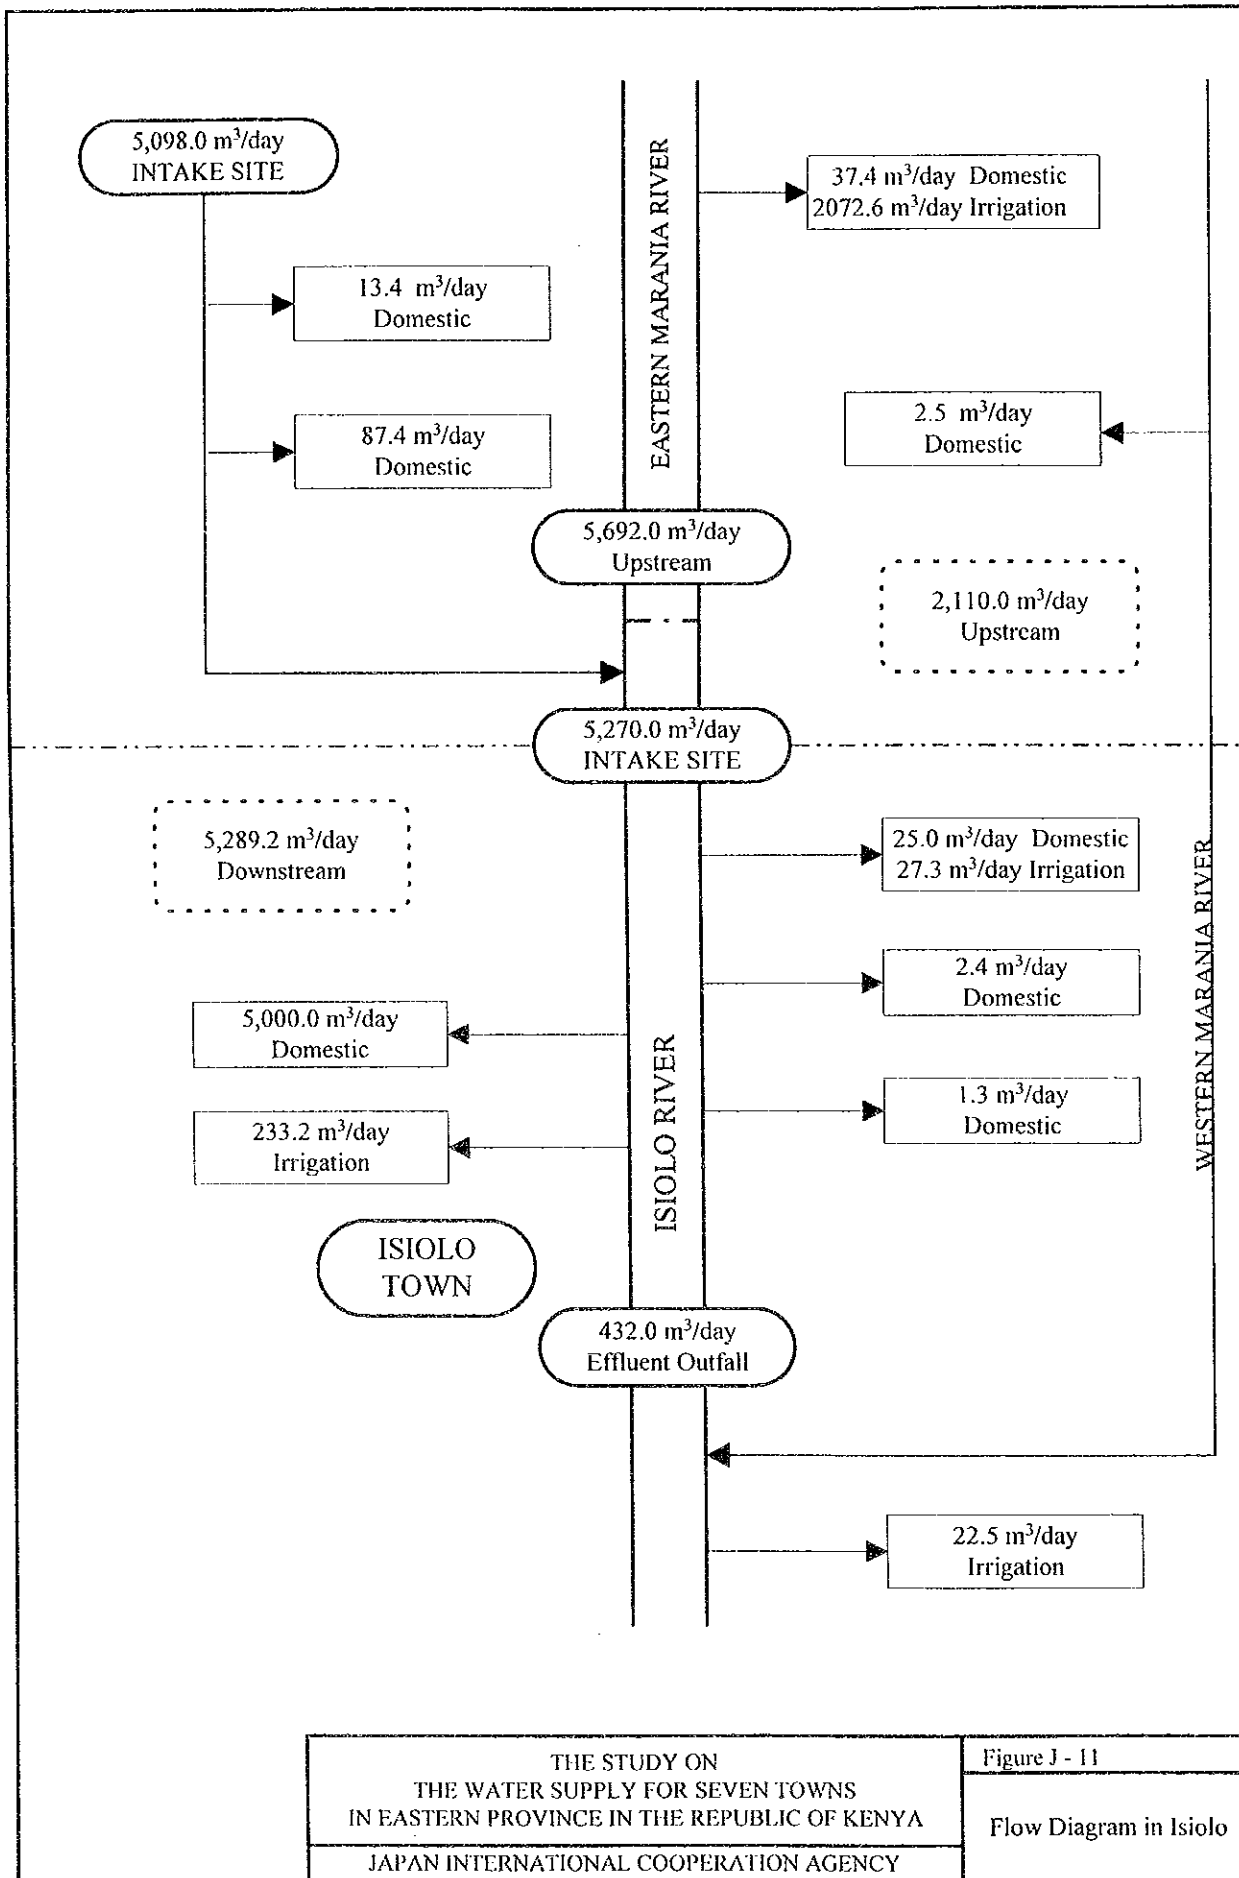 5,098.0 m³/day
INTAKE SITE
EASTERN MARANIA RIVER
37.4 m³/day Domestic
2072.6 m³/day Irrigation
13.4 m³/day
Domestic
87.4 m³/day
Domestic
2.5 m³/day
Domestic
5,692.0 m³/day
Upstream
2,110.0 m³/day
Upstream
5,270.0 m³/day
INTAKE SITE
5,289.2 m³/day
Downstream
25.0 m³/day Domestic
27.3 m³/day Irrigation
WESTERN MARANIA RIVER
2.4 m³/day
Domestic
5,000.0 m³/day
Domestic
ISIOLO RIVER
1.3 m³/day
Domestic
233.2 m³/day
Irrigation
ISIOLO
TOWN
432.0 m³/day
Effluent Outfall
22.5 m³/day
Irrigation
THE STUDY ON
THE WATER SUPPLY FOR SEVEN TOWNS
IN EASTERN PROVINCE IN THE REPUBLIC OF KENYA
JAPAN INTERNATIONAL COOPERATION AGENCY
Figure J - 11
Flow Diagram in Isiolo